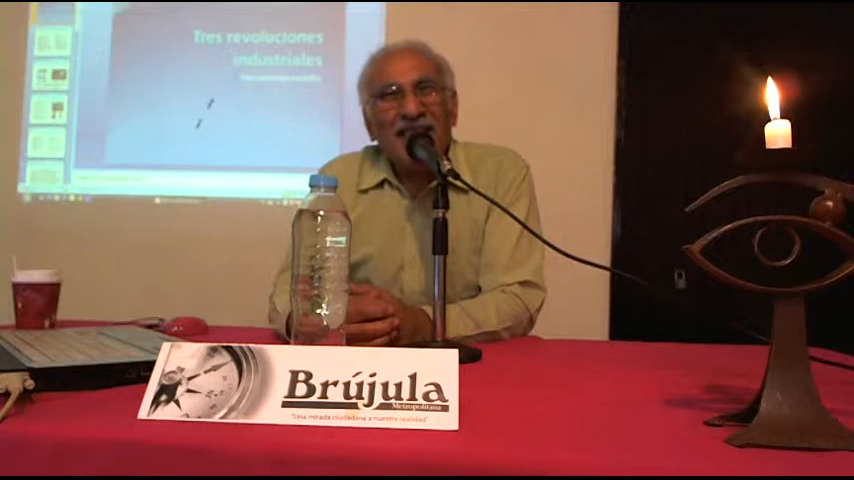 Tres revoluciones
industriales
Brújula
Metropolitana
"Una mirada ciudadana a nuestra realidad"